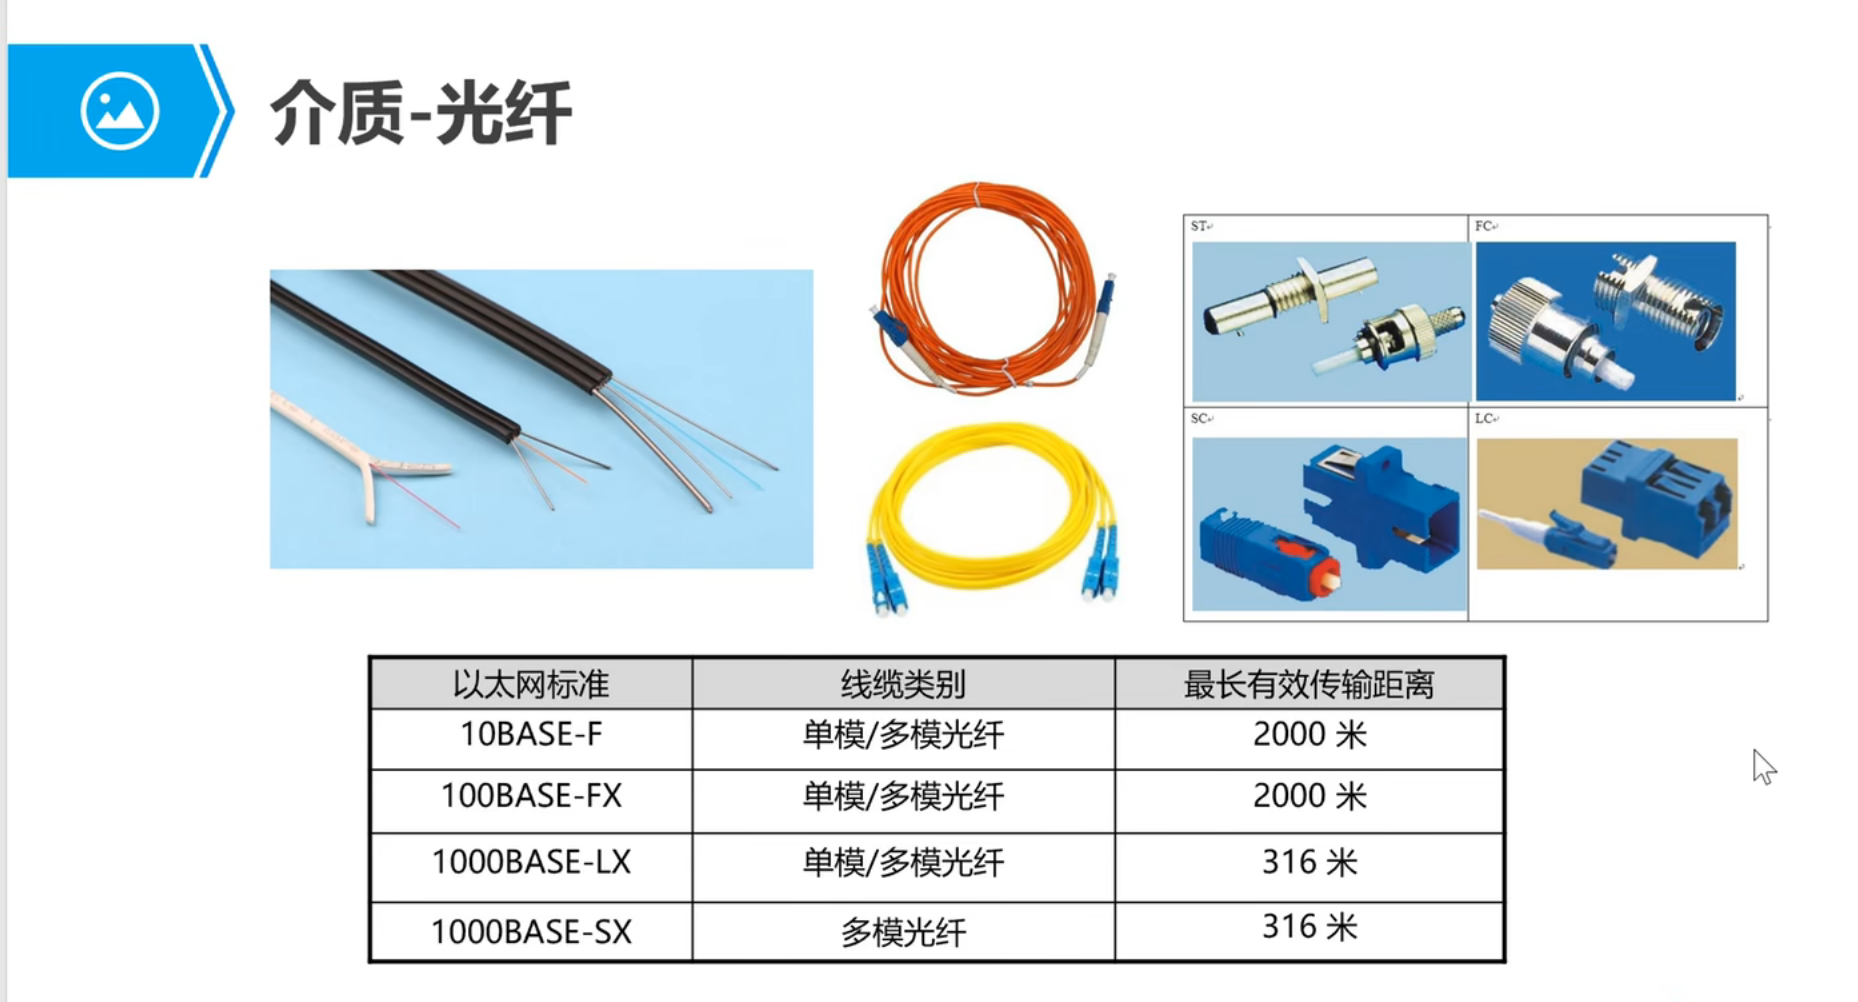 介质-光纤
ST
FC
SC
LC
以太网标准 线缆类别 最长有效传输距离
10BASE-F 单模/多模光纤 2000 米
100BASE-FX 单模/多模光纤 2000 米
1000BASE-LX 单模/多模光纤 316 米
1000BASE-SX 多模光纤 316 米